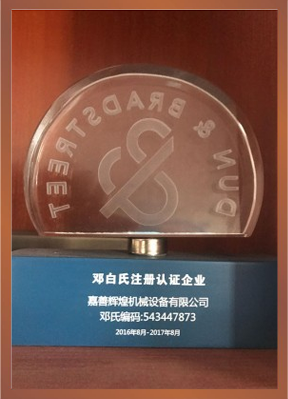 DUN & BRADSTREET
邓白氏注册认证企业
嘉善辉煌机械设备有限公司
邓氏编码:543447873
2016年8月-2017年8月